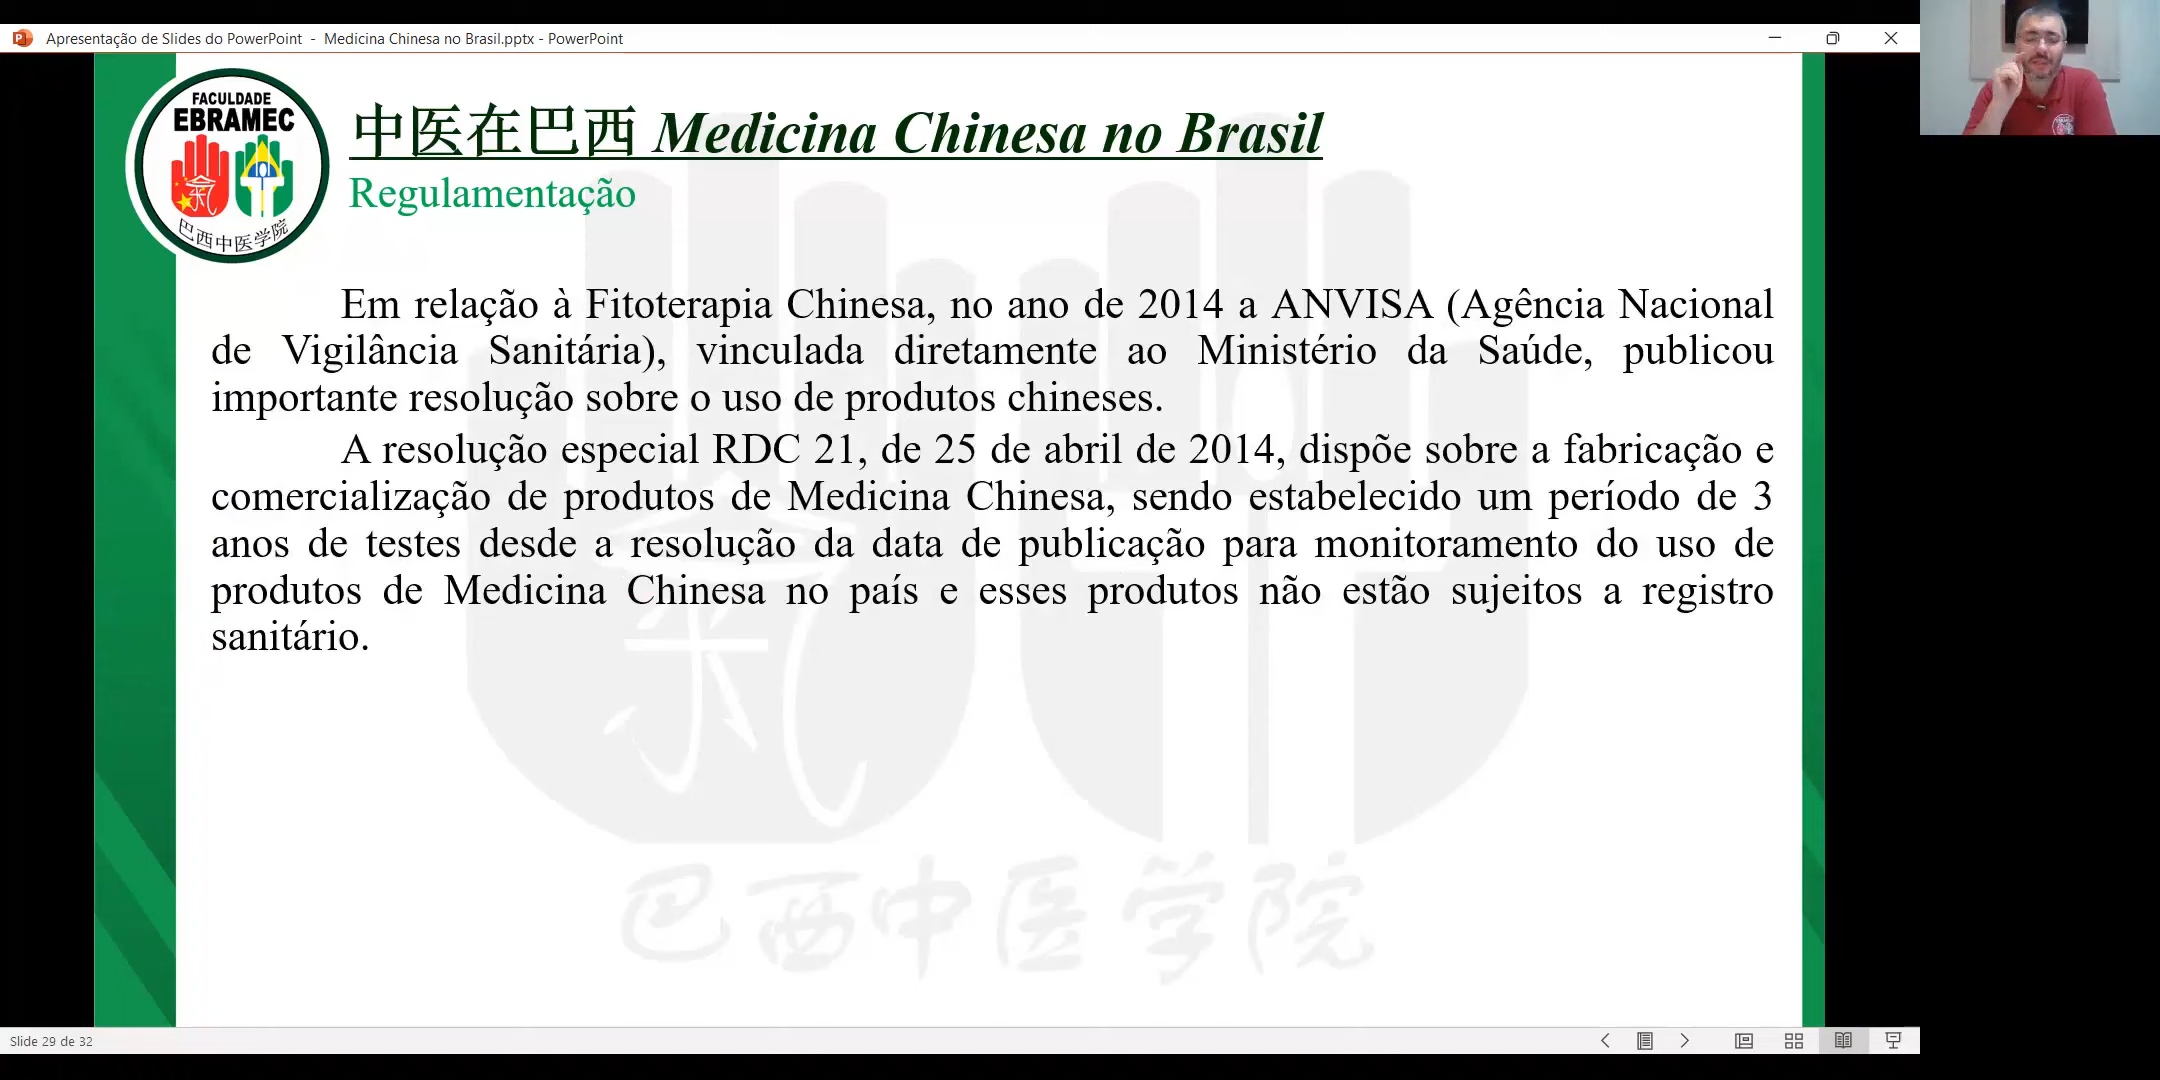 Apresentação de Slides do PowerPoint - Medicina Chinesa no Brasil.pptx - PowerPoint
FACULDADE
EBRAMEC
巴西中医学院
中医在巴西 Medicina Chinesa no Brasil
Regulamentação
Em relação à Fitoterapia Chinesa, no ano de 2014 a ANVISA (Agência Nacional
de Vigilância Sanitária), vinculada diretamente ao Ministério da Saúde, publicou
importante resolução sobre o uso de produtos chineses.
A resolução especial RDC 21, de 25 de abril de 2014, dispõe sobre a fabricação e
comercialização de produtos de Medicina Chinesa, sendo estabelecido um período de 3
anos de testes desde a resolução da data de publicação para monitoramento do uso de
produtos de Medicina Chinesa no país e esses produtos não estão sujeitos a registro
sanitário.
巴西中医学院
Slide 29 de 32